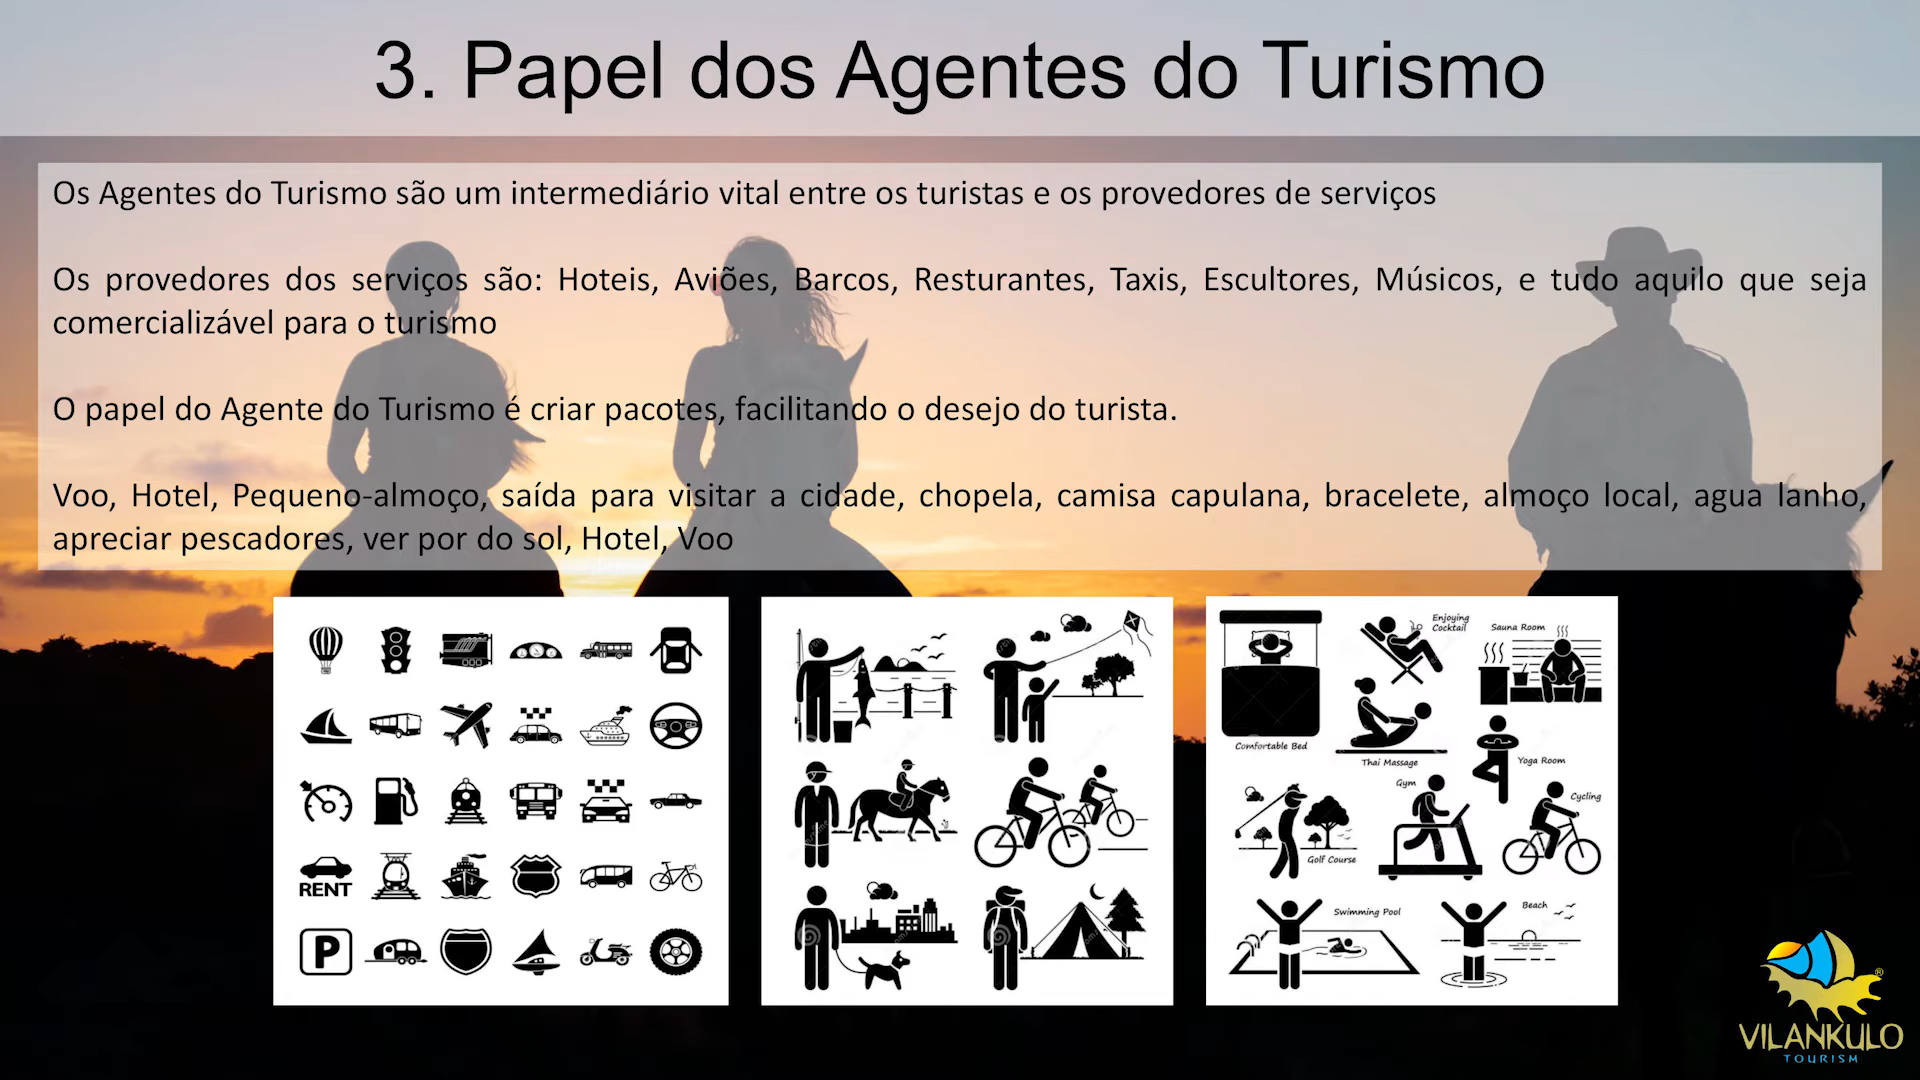 3. Papel dos Agentes do Turismo
Os Agentes do Turismo são um intermediário vital entre os turistas e os provedores de serviços
Os provedores dos serviços são: Hoteis, Aviões, Barcos, Resturantes, Taxis, Escultores, Músicos, e tudo aquilo que seja
comercializável para o turismo
O papel do Agente do Turismo é criar pacotes, facilitando o desejo do turista.
Voo, Hotel, Pequeno-almoço, saída para visitar a cidade, chopela, camisa capulana, bracelete, almoço local, agua lanho,
apreciar pescadores, ver por do sol, Hotel, Voo
RENT
P
Enjoying
Cocktail
Sauna Room
Comfortable Bed
Thai Massage
Yoga Room
Gym
Cycling
Golf Course
Swimming Pool
Beach
®
VILANKULO
TOURISM